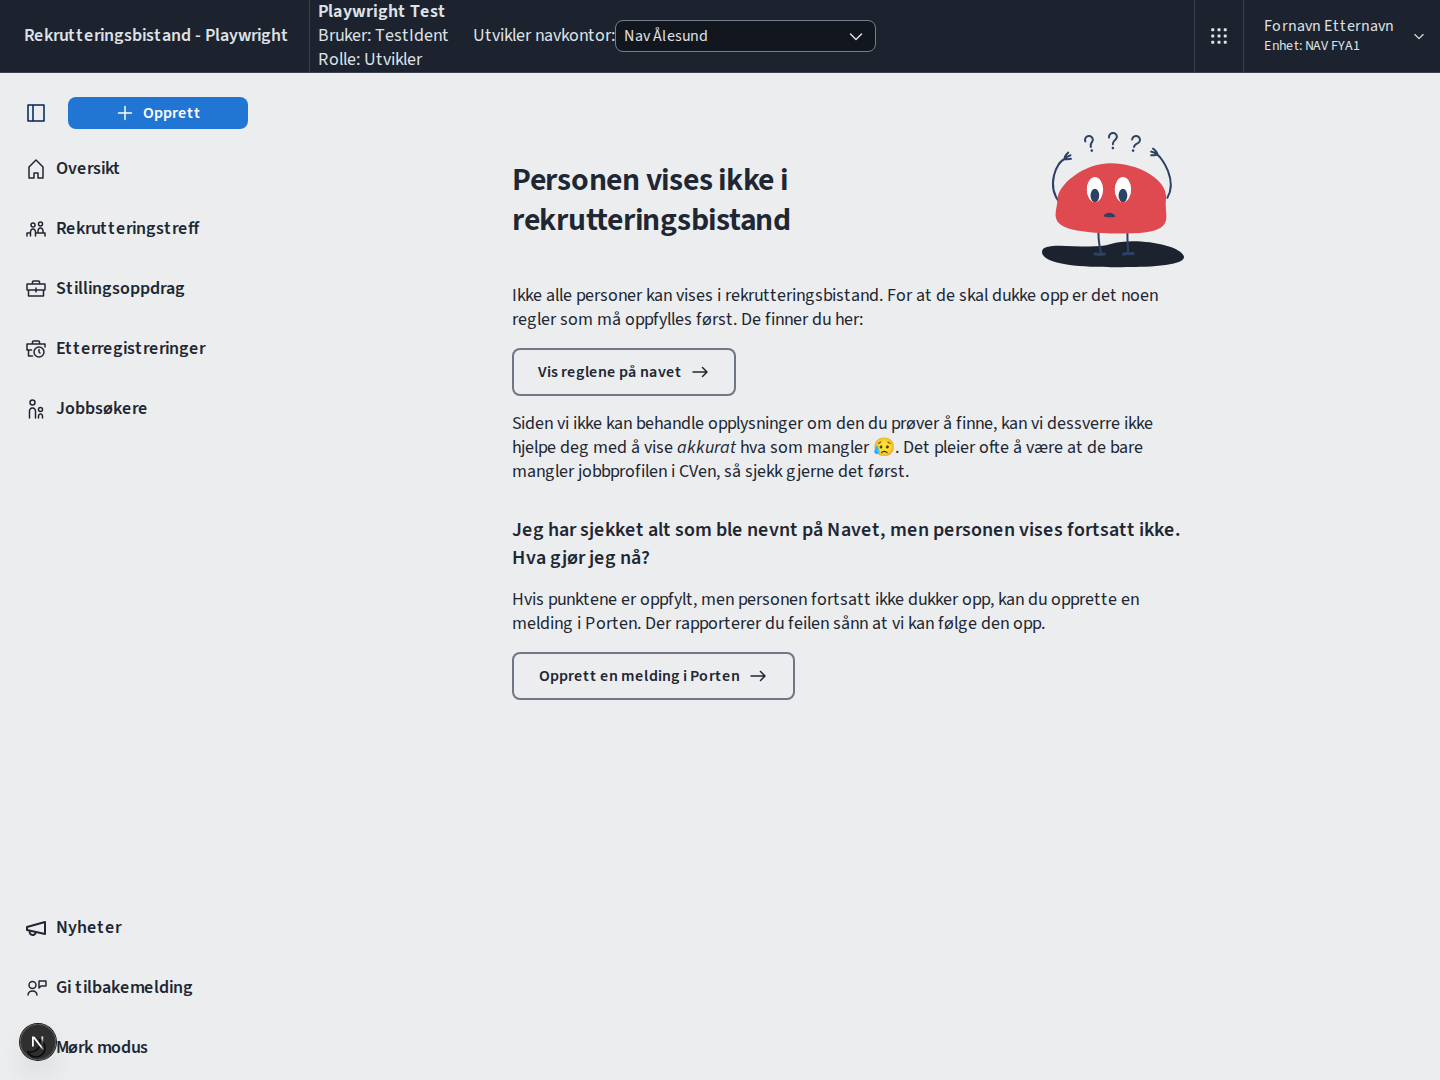 Rekrutteringsbistand - Playwright
Playwright Test
Bruker: TestIdent
Rolle: Utvikler
Utvikler navkontor:
Nav Ålesund
Fornavn Etternavn
Enhet: NAV FYA1
Opprett
Oversikt
Rekrutteringstreff
Stillingsoppdrag
Etterregistreringer
Jobbsøkere
Nyheter
Gi tilbakemelding
N
Mørk modus
? ? ?
Personen vises ikke i
rekrutteringsbistand
Ikke alle personer kan vises i rekrutteringsbistand. For at de skal dukke opp er det noen
regler som må oppfylles først. De finner du her:
Vis reglene på navet
Siden vi ikke kan behandle opplysninger om den du prøver å finne, kan vi dessverre ikke
hjelpe deg med å vise akkurat hva som mangler 😥. Det pleier ofte å være at de bare
mangler jobbprofilen i CVen, så sjekk gjerne det først.
Jeg har sjekket alt som ble nevnt på Navet, men personen vises fortsatt ikke.
Hva gjør jeg nå?
Hvis punktene er oppfylt, men personen fortsatt ikke dukker opp, kan du opprette en
melding i Porten. Der rapporterer du feilen sånn at vi kan følge den opp.
Opprett en melding i Porten